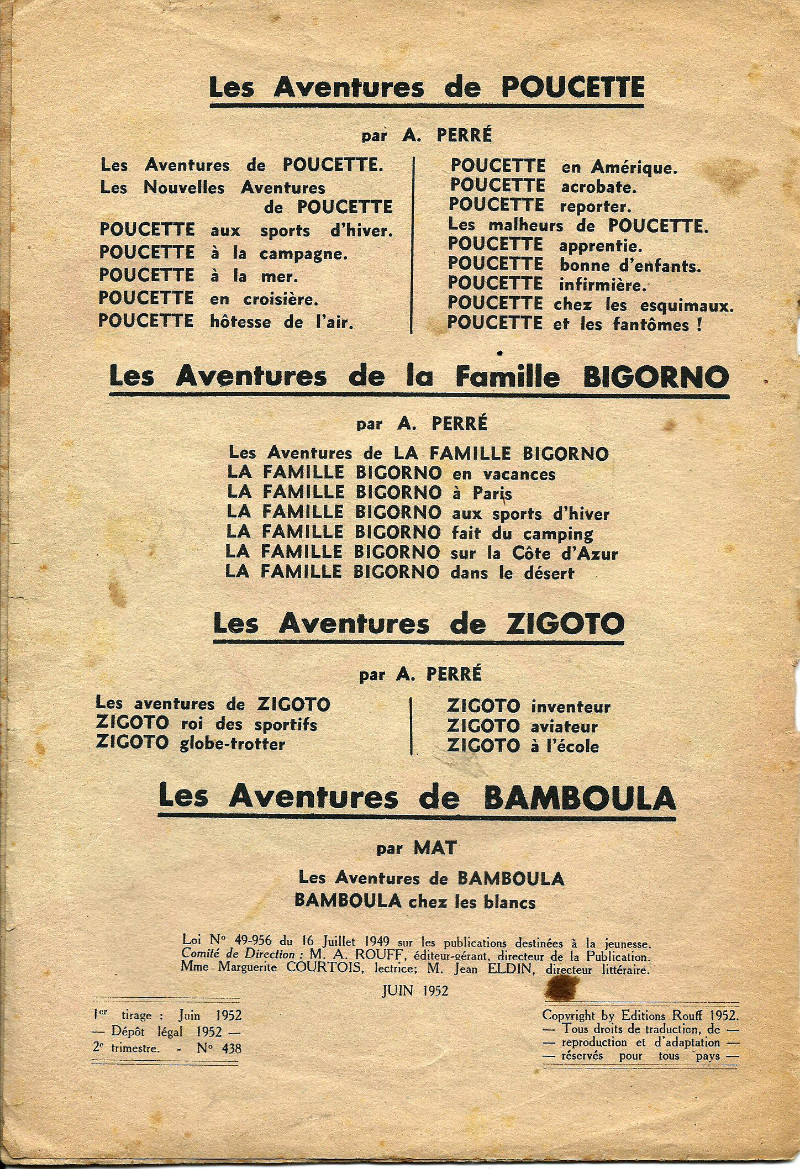 Les Aventures de POUCETTE
par A. PERRÉ
Les Aventures de POUCETTE.
Les Nouvelles Aventures
de POUCETTE
POUCETTE aux sports d'hiver.
POUCETTE à la campagne.
POUCETTE à la mer.
POUCETTE en croisière.
POUCETTE hôtesse de l'air.
POUCETTE en Amérique.
POUCETTE acrobate.
POUCETTE reporter.
Les malheurs de POUCETTE.
POUCETTE apprentie.
POUCETTE bonne d'enfants.
POUCETTE infirmière.
POUCETTE chez les esquimaux.
POUCETTE et les fantômes !
Les Aventures de la Famille BIGORNO
par A. PERRÉ
Les Aventures de LA FAMILLE BIGORNO
LA FAMILLE BIGORNO en vacances
LA FAMILLE BIGORNO à Paris
LA FAMILLE BIGORNO aux sports d'hiver
LA FAMILLE BIGORNO fait du camping
LA FAMILLE BIGORNO sur la Côte d'Azur
LA FAMILLE BIGORNO dans le désert
Les Aventures de ZIGOTO
par A. PERRÉ
Les aventures de ZIGOTO
ZIGOTO roi des sportifs
ZIGOTO globe-trotter
ZIGOTO inventeur
ZIGOTO aviateur
ZIGOTO à l'école
Les Aventures de BAMBOULA
par MAT
Les Aventures de BAMBOULA
BAMBOULA chez les blancs
Loi N° 49-956 du 16 Juillet 1949 sur les publications destinées à la jeunesse.
Comité de Direction : M. A. ROUFF, éditeur-gérant, directeur de la Publication.
Mme Marguerite COURTOIS, lectrice; M. Jean ELDIN, directeur littéraire.
JUIN 1952
1er tirage : Juin 1952
— Dépôt légal 1952 —
2e trimestre. - N° 438
Copyright by Editions Rouff 1952.
— Tous droits de traduction, de —
— reproduction et d'adaptation —
— réservés pour tous pays —